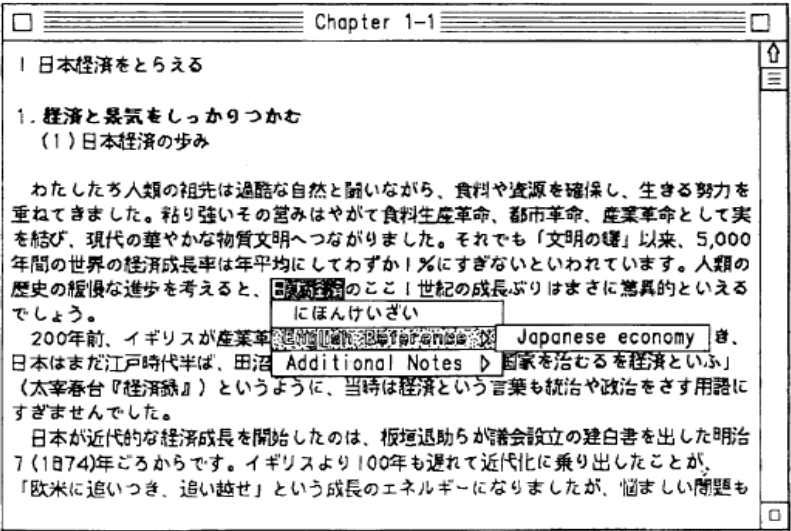 Chapter 1-1
I 日本経済をとらえる
1. 経済と景気をしっかりつかむ
(1)日本経済の歩み
わたしたち人類の祖先は過酷な自然と闘いながら、食料や資源を確保し、生きる努力を
重ねてきました。粘り強いその営みはやがて食料生産革命、都市革命、産業革命として実
を結び、現代の華やかな物質文明へつながりました。それでも「文明の曙」以来、5,000
年間の世界の経済成長率は年平均にしてわずか1%にすぎないといわれています。人類の
歴史の緩慢な進歩を考えると、日本経済のここ1世紀の成長ぶりはまさに驚異的といえる
でしょう。
にほんけいざい
200年前、イギリスが産業革 English Reference ▷ Japanese economy き、
日本はまだ江戸時代半ば、田沼 Additional Notes ▷ 国家を治むるを経済といふ」
(太宰春台『経済録』)というように、当時は経済という言葉も統治や政治をさす用語に
すぎませんでした。
日本が近代的な経済成長を開始したのは、板垣退助らが議会設立の建白書を出した明治
7(1874)年ごろからです。イギリスより100年も遅れて近代化に乗り出したことが、
「欧米に追いつき、追い越せ」という成長のエネルギーになりましたが、悩ましい問題も